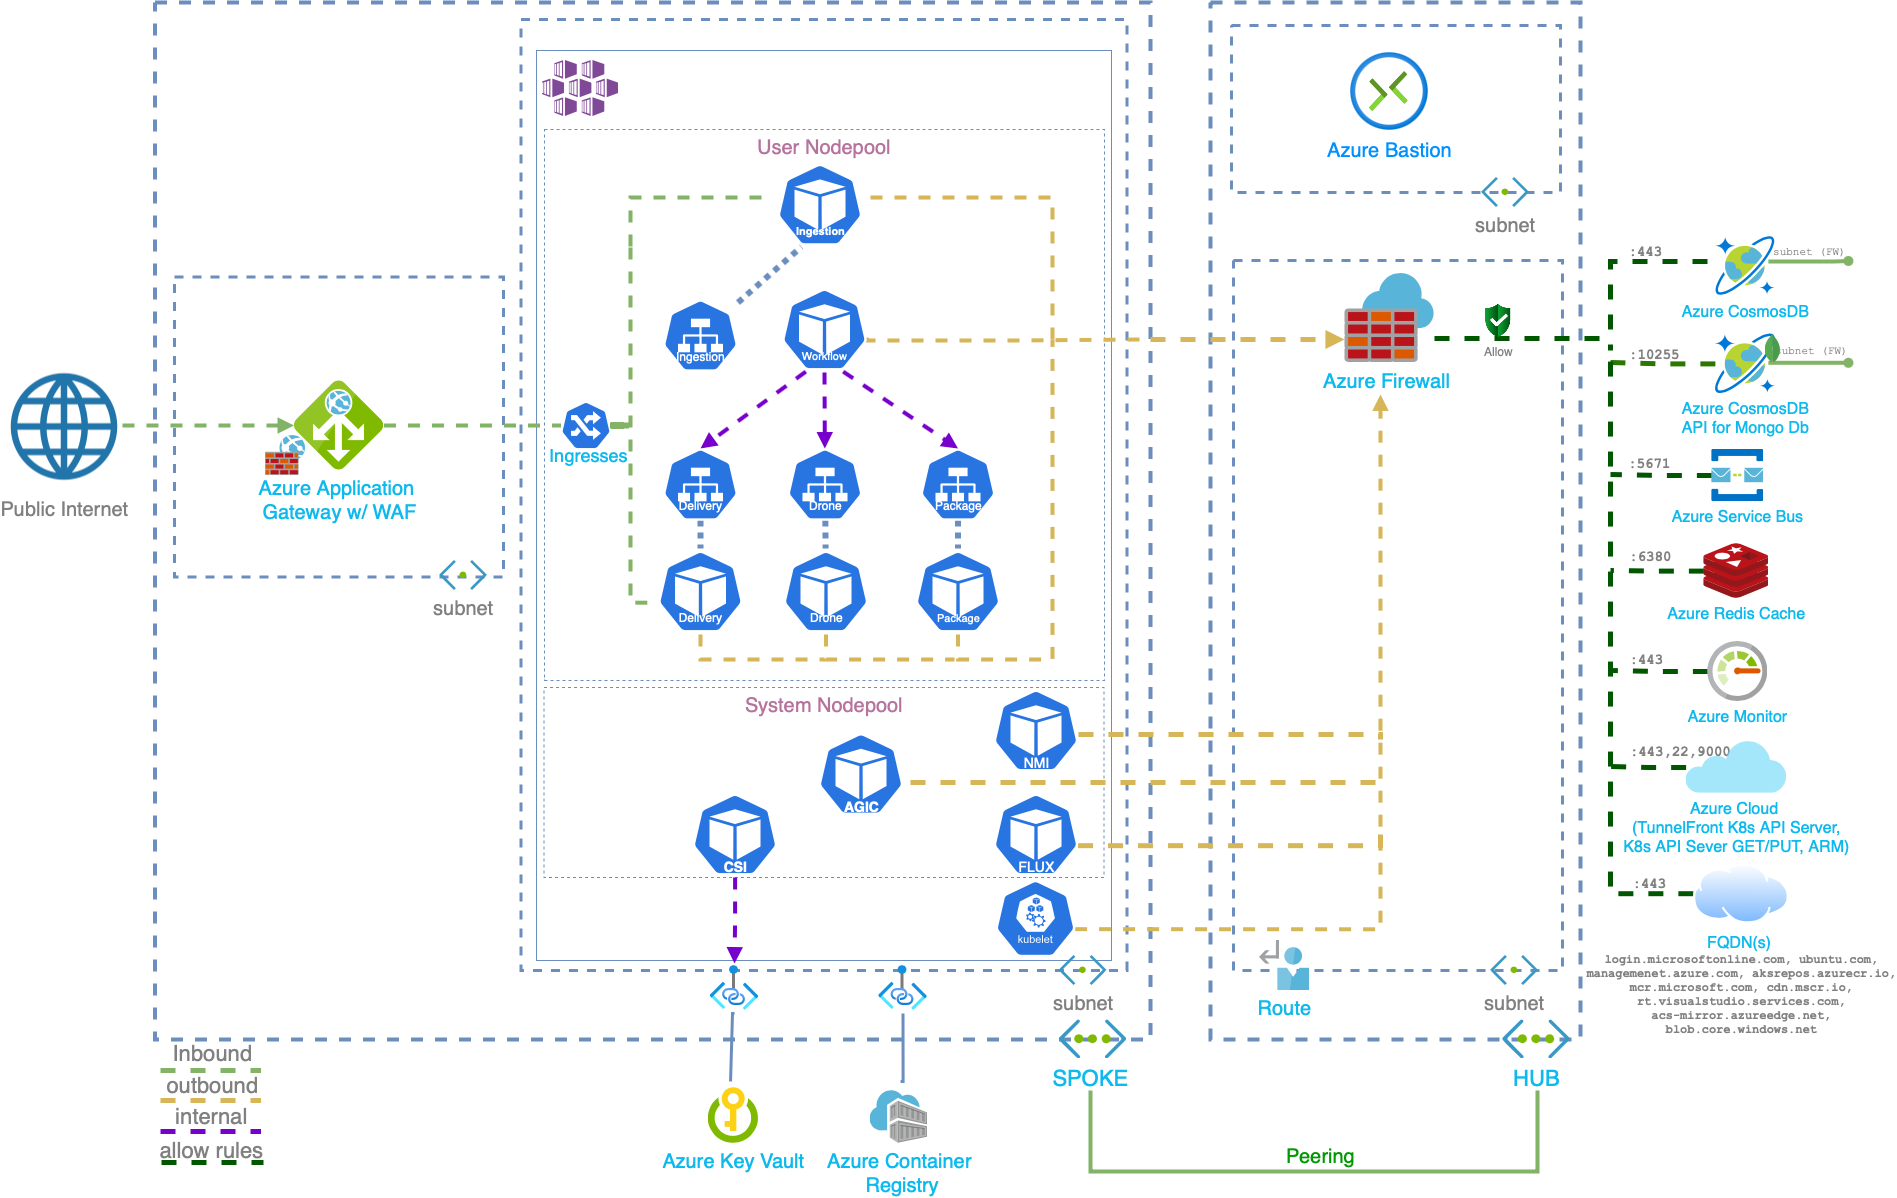 User Nodepool
Ingestion
Ingestion
Workflow
Ingresses
Delivery
Drone
Package
Delivery
Drone
Package
System Nodepool
NMI
AGIC
CSI
FLUX
kubelet
Public Internet
Azure Application
Gateway w/ WAF
subnet
subnet
SPOKE
Azure Key Vault
Azure Container
Registry
Inbound
outbound
internal
allow rules
Azure Bastion
subnet
Azure Firewall
Allow
Route
subnet
HUB
Peering
:443
subnet (FW)
Azure CosmosDB
:10255
subnet (FW)
Azure CosmosDB
API for Mongo Db
:5671
Azure Service Bus
:6380
Azure Redis Cache
:443
Azure Monitor
:443,22,9000
Azure Cloud
(TunnelFront K8s API Server,
K8s API Sever GET/PUT, ARM)
:443
FQDN(s)
login.microsoftonline.com, ubuntu.com,
managemenet.azure.com, aksrepos.azurecr.io,
mcr.microsoft.com, cdn.mscr.io,
rt.visualstudio.services.com,
acs-mirror.azureedge.net,
blob.core.windows.net